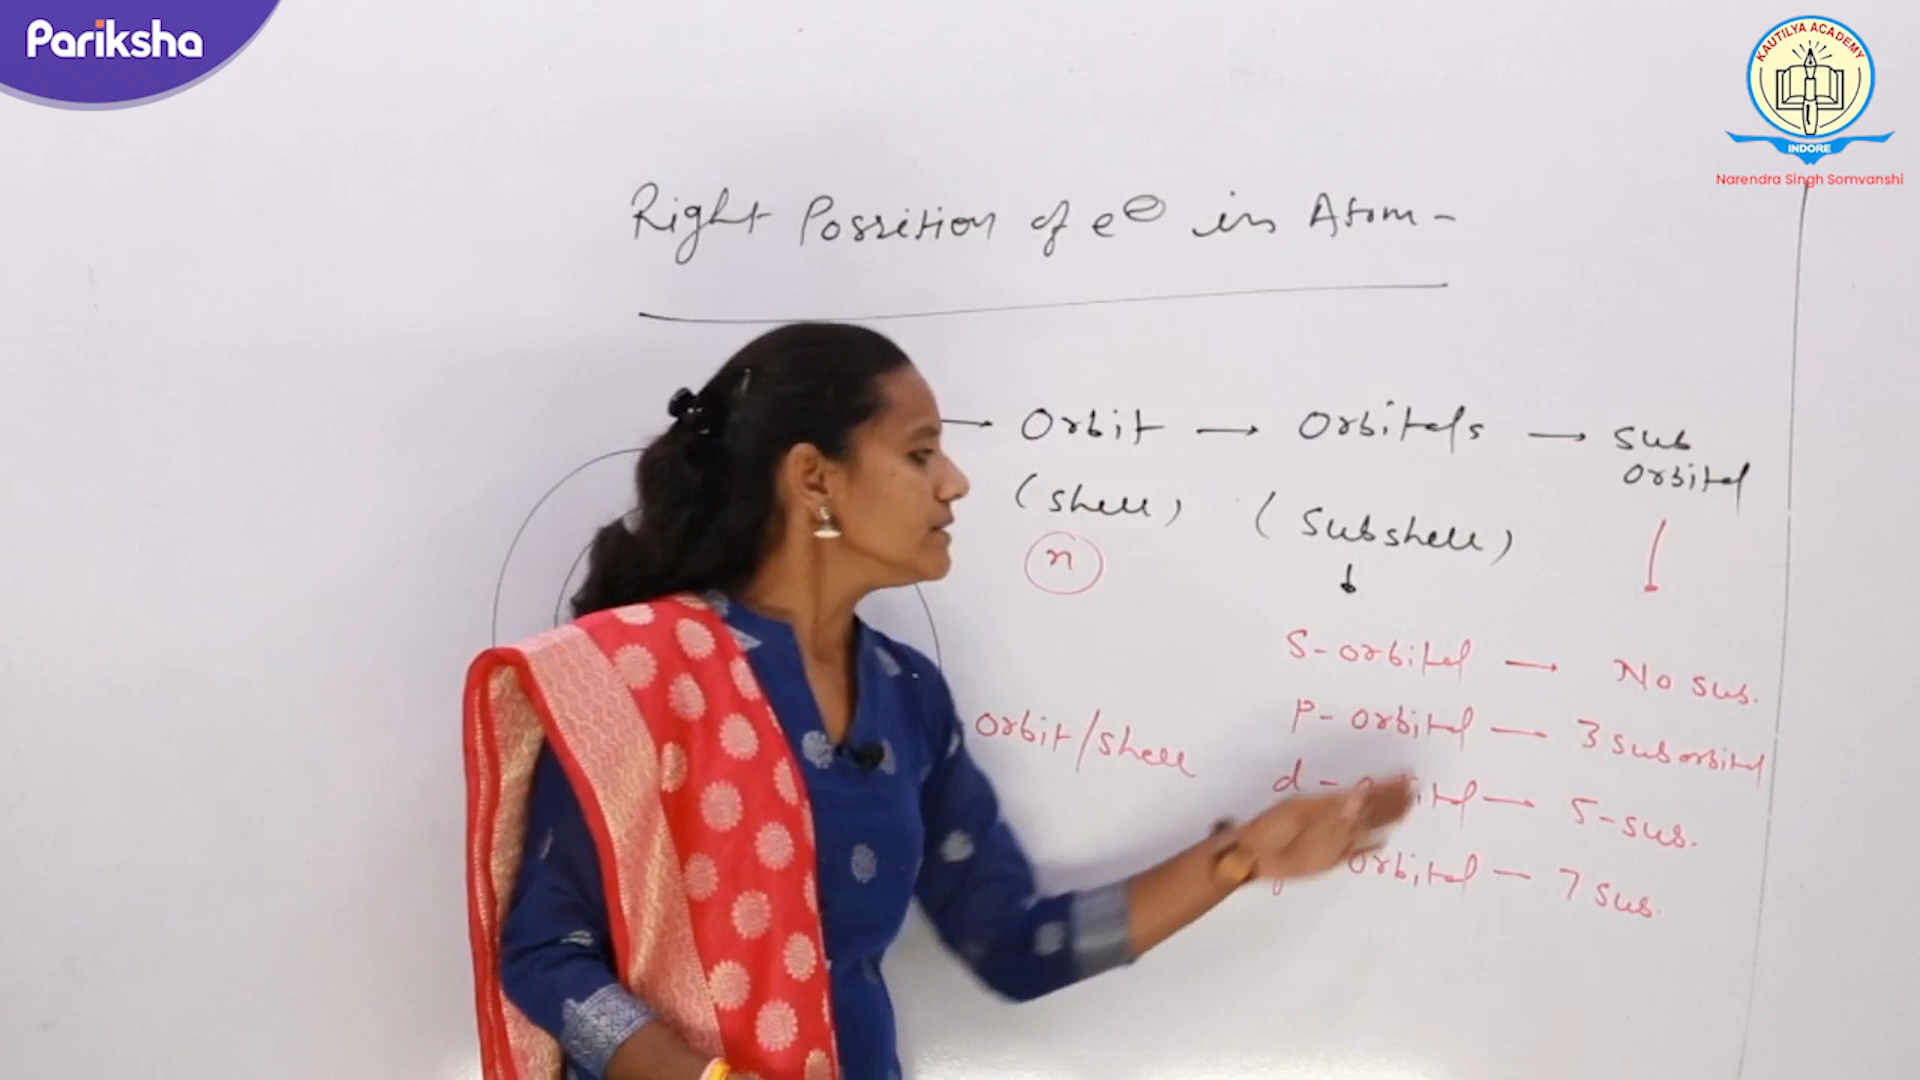 Pariksha
KAUTILYA ACADEMY
INDORE
Narendra Singh Somvanshi
Right Possition of e⊖ in Atom -
→ Orbit → Orbitals → sub
orbital
(shell) (Subshell)
n
S-orbital → No sub.
Orbit/shell
P-orbital — 3 suborbital
d - → 5-sub.
orbital — 7 sub.